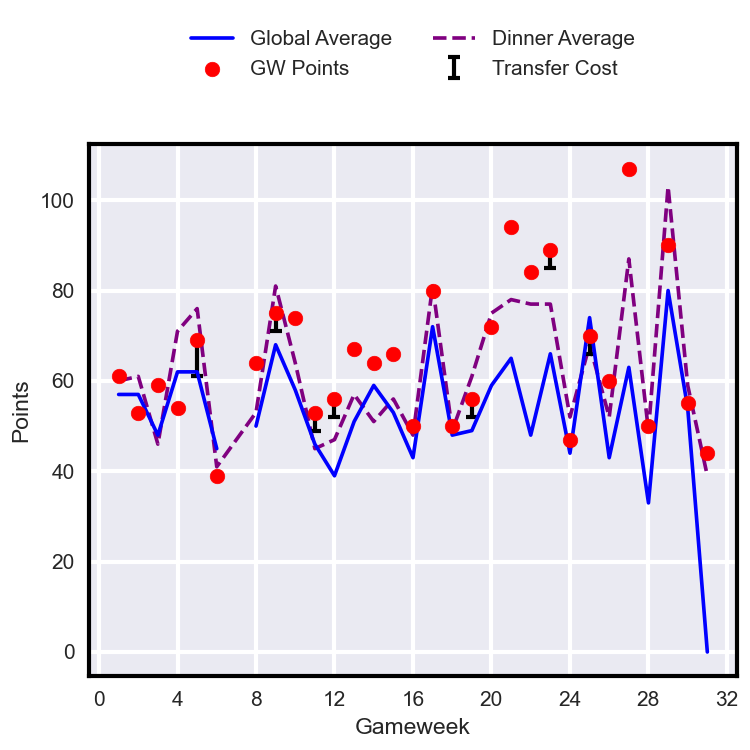 Global Average
Dinner Average
GW Points
Transfer Cost
Points
100
80
60
40
20
0
0 4 8 12 16 20 24 28 32
Gameweek